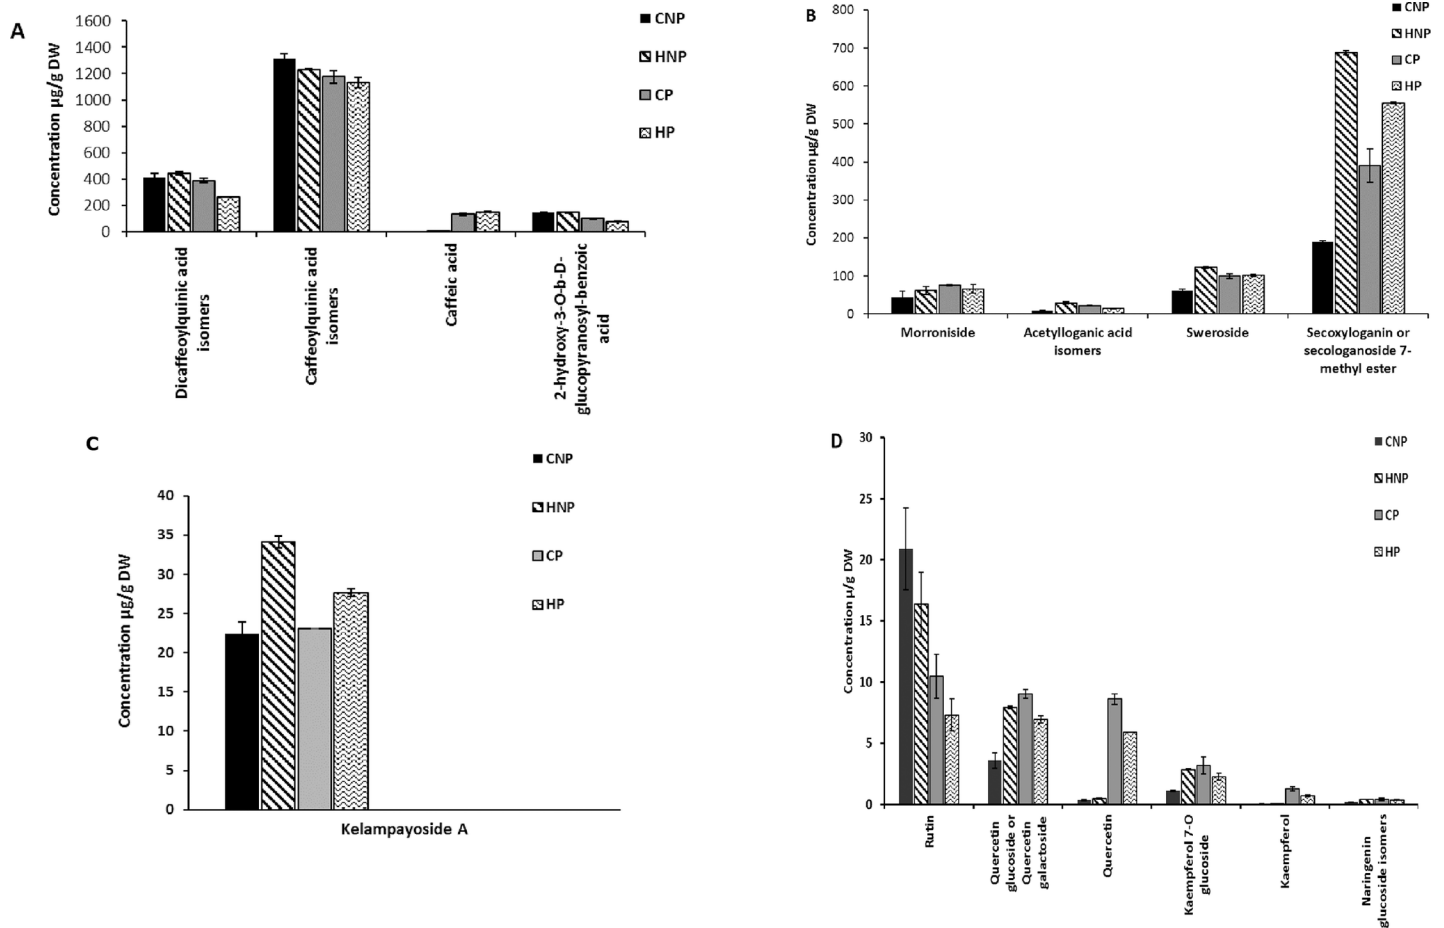 A
Concentration µg/g DW
1600
1400
1200
1000
800
600
400
200
0
Dicaffeoylquinic acid
isomers
Caffeoylquinic acid
isomers
Caffeic acid
2-hydroxy-3-O-b-D-
glucopyranosyl-benzoic
acid
CNP
HNP
CP
HP
B
Concentration µg/g DW
800
700
600
500
400
300
200
100
0
Morroniside
Acetylloganic acid
isomers
Sweroside
Secoxyloganin or
secologanoside 7-
methyl ester
CNP
HNP
CP
HP
C
Concentration µg/g DW
40
35
30
25
20
15
10
5
0
Kelampayoside A
CNP
HNP
CP
HP
D
Concentration µ/g DW
30
25
20
15
10
5
0
Rutin
Quercetin
glucoside or
Quercetin
galactoside
Quercetin
Kaempferol 7-O
glucoside
Kaempferol
Naringenin
glucoside isomers
CNP
HNP
CP
HP